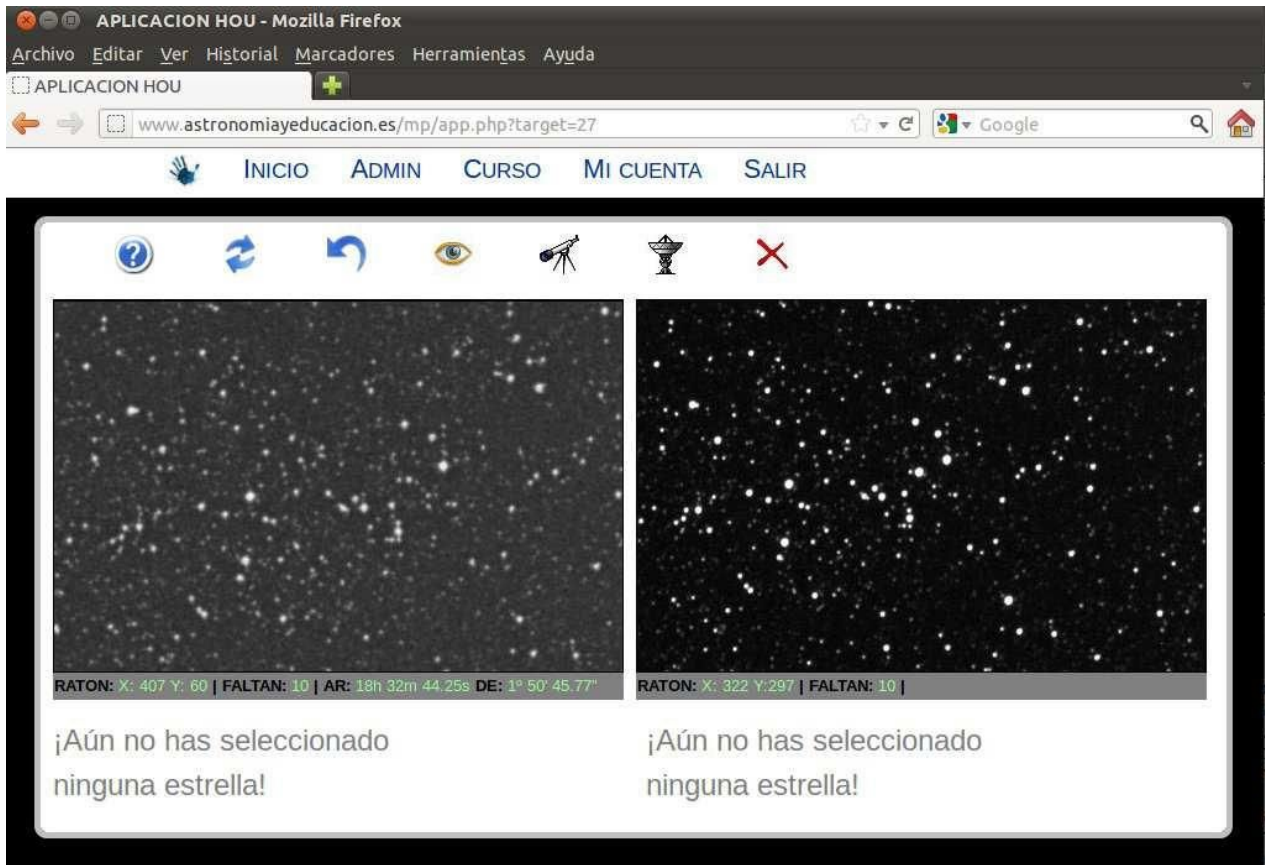 APLICACION HOU - Mozilla Firefox
Archivo Editar Ver Historial Marcadores Herramientas Ayuda
APLICACION HOU
www.astronomiayeducacion.es/mp/app.php?target=27
Google
INICIO ADMIN CURSO MI CUENTA SALIR
RATON: X: 407 Y: 60 | FALTAN: 10 | AR: 18h 32m 44.25s DE: 1º 50' 45.77"
RATON: X: 322 Y:297 | FALTAN: 10 |
¡Aún no has seleccionado
ninguna estrella!
¡Aún no has seleccionado
ninguna estrella!